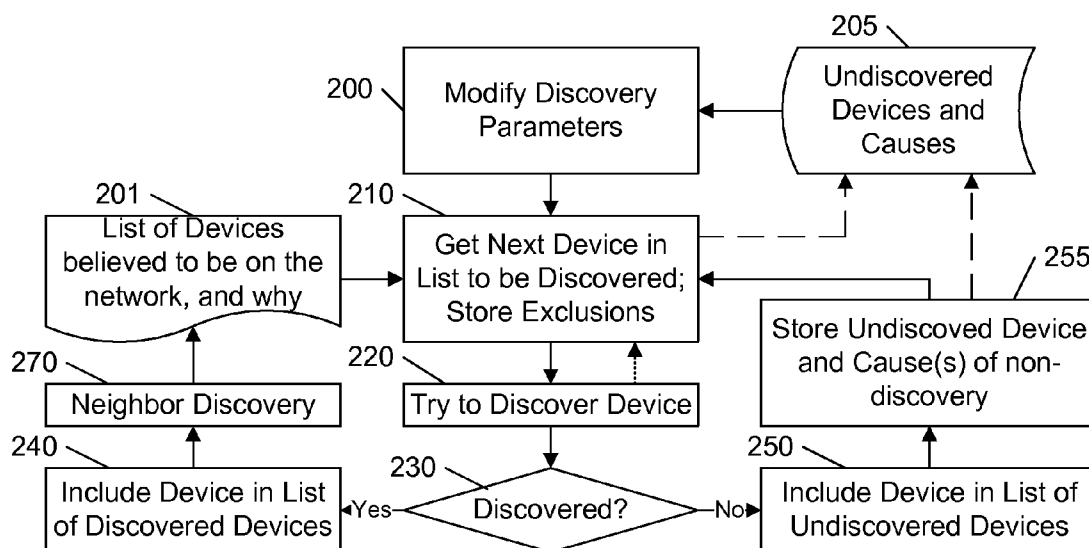 205
Undiscovered
Devices and
Causes
200
Modify Discovery
Parameters
201
List of Devices
believed to be on the
network, and why
210
Get Next Device in
List to be Discovered;
Store Exclusions
255
Store Undiscoved Device
and Cause(s) of non-
discovery
270
Neighbor Discovery
220
Try to Discover Device
240
Include Device in List
of Discovered Devices
Yes
230
Discovered?
No
250
Include Device in List of
Undiscovered Devices